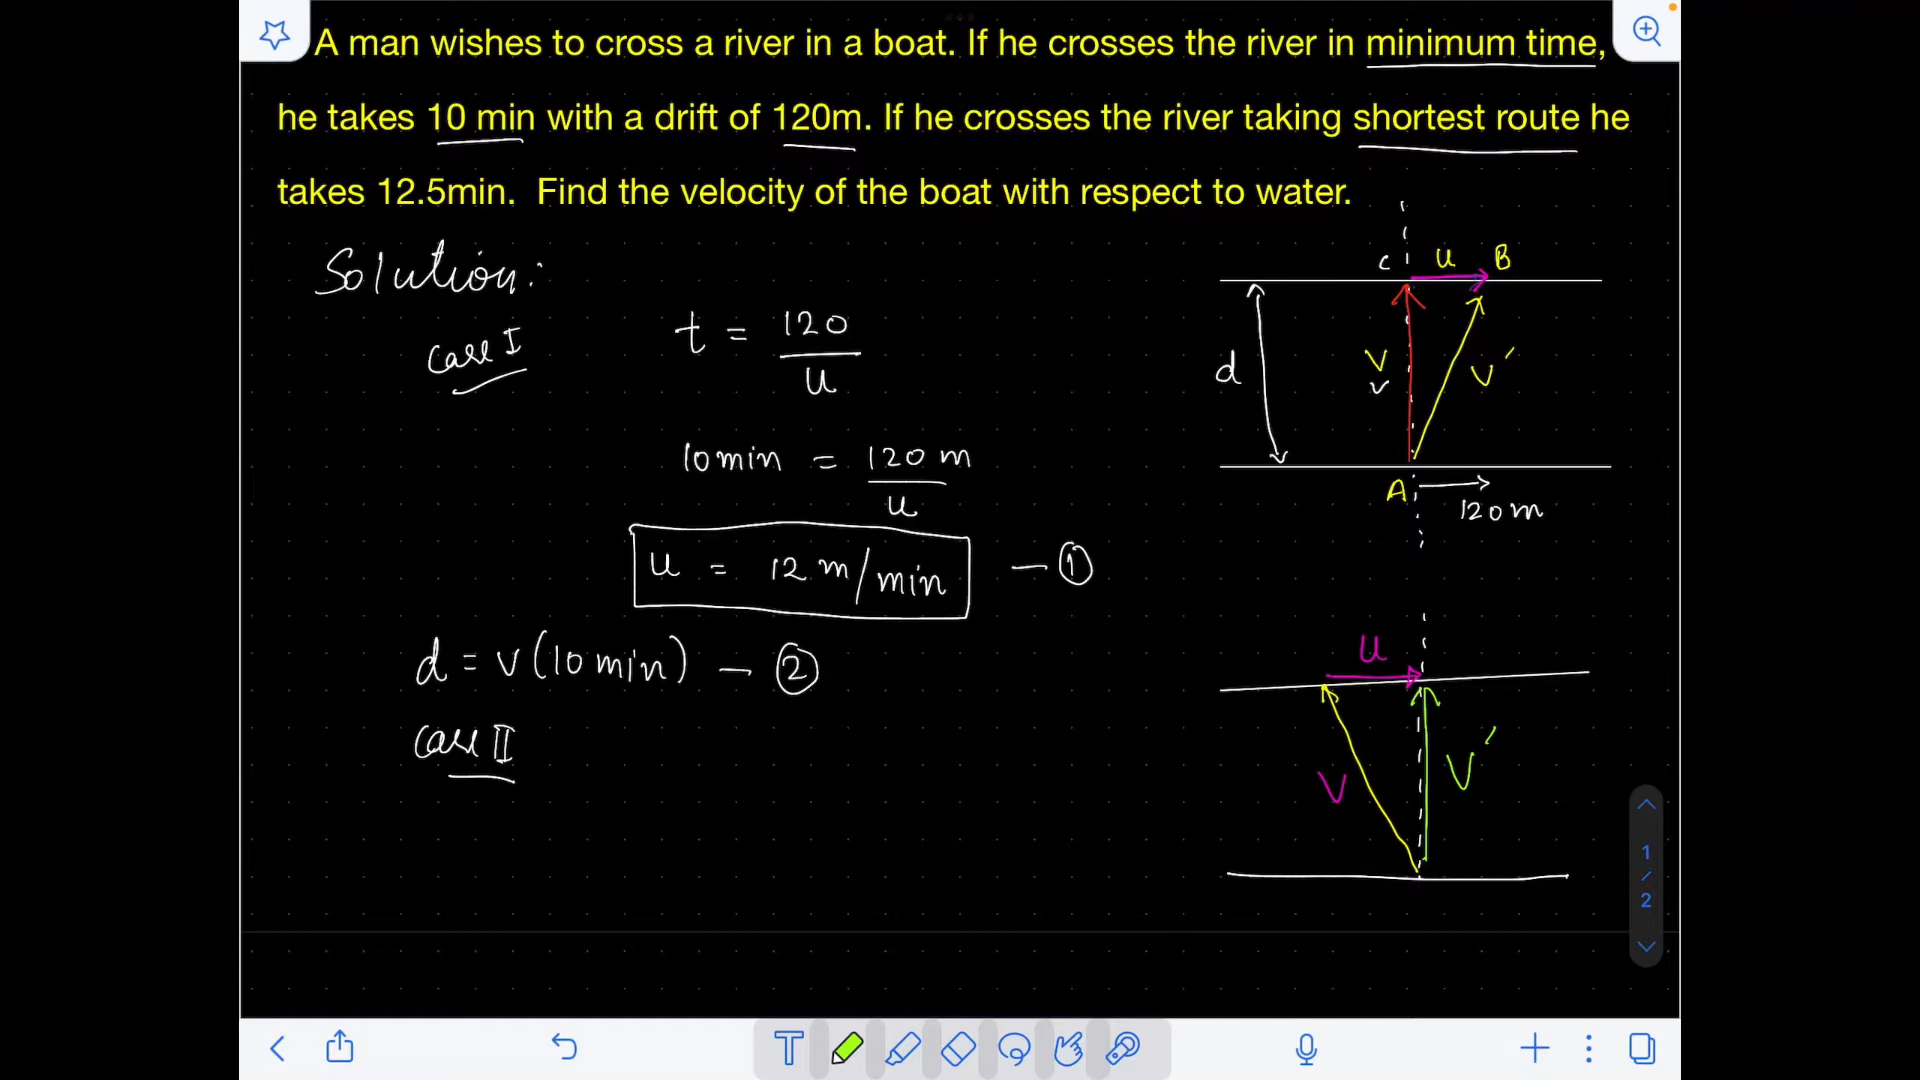 A man wishes to cross a river in a boat. If he crosses the river in minimum time,
he takes 10 min with a drift of 120m. If he crosses the river taking shortest route he
takes 12.5min.  Find the velocity of the boat with respect to water.
Solution:
Case I
t = 120/u
10min = 120 m/u
u = 12 m/min — ①
d = v(10 min) — ②
Case II
C u B
d
V
v
V′
A
120m
u
V
V′
1
/
2
T